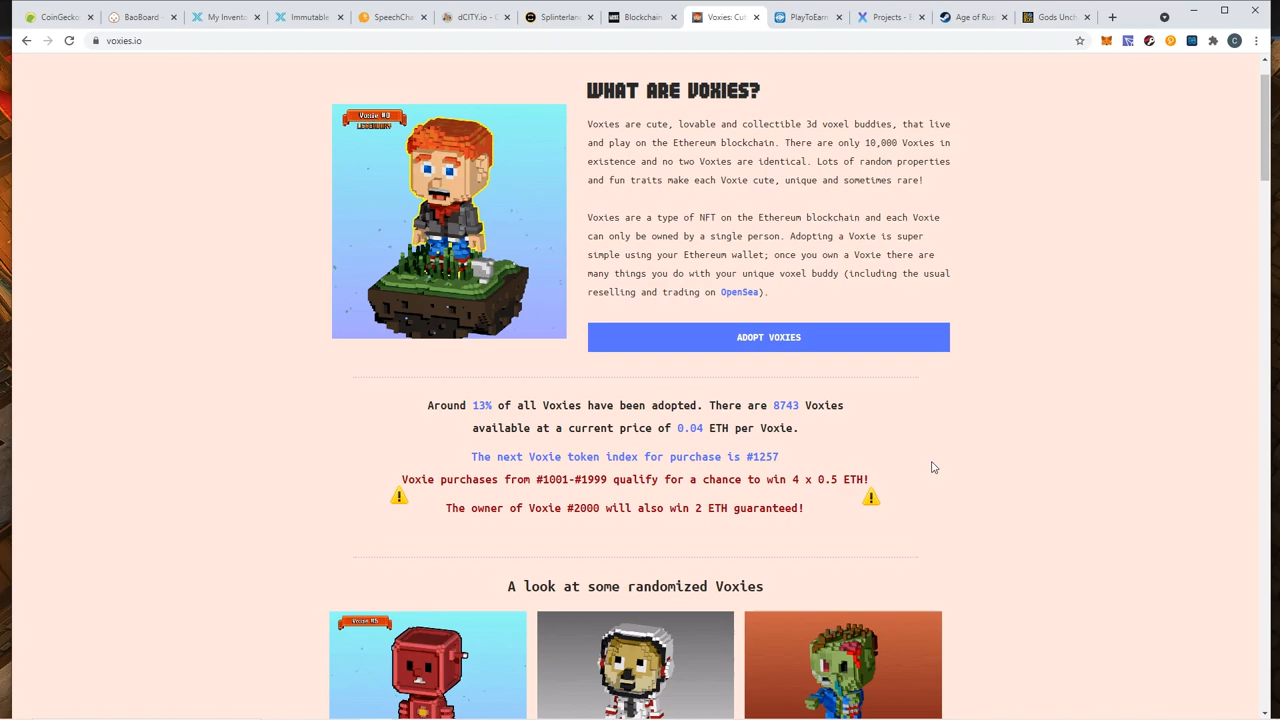 CoinGecko
BaoBoard -
My Invento
Immutable
SpeechCha
dCITY.io - C
Splinterlan
Blockchain
Voxies: Cut
PlayToEarn
Projects - E
Age of Rus
Gods Unch
voxies.io
C
WHAT ARE VOXIES?
Voxie #0
LEGENDARY
Voxies are cute, lovable and collectible 3d voxel buddies, that live
and play on the Ethereum blockchain. There are only 10,000 Voxies in
existence and no two Voxies are identical. Lots of random properties
and fun traits make each Voxie cute, unique and sometimes rare!
Voxies are a type of NFT on the Ethereum blockchain and each Voxie
can only be owned by a single person. Adopting a Voxie is super
simple using your Ethereum wallet; once you own a Voxie there are
many things you do with your unique voxel buddy (including the usual
reselling and trading on OpenSea).
ADOPT VOXIES
Around 13% of all Voxies have been adopted. There are 8743 Voxies
available at a current price of 0.04 ETH per Voxie.
The next Voxie token index for purchase is #1257
Voxie purchases from #1001-#1999 qualify for a chance to win 4 x 0.5 ETH!
The owner of Voxie #2000 will also win 2 ETH guaranteed!
A look at some randomized Voxies
Voxie #5